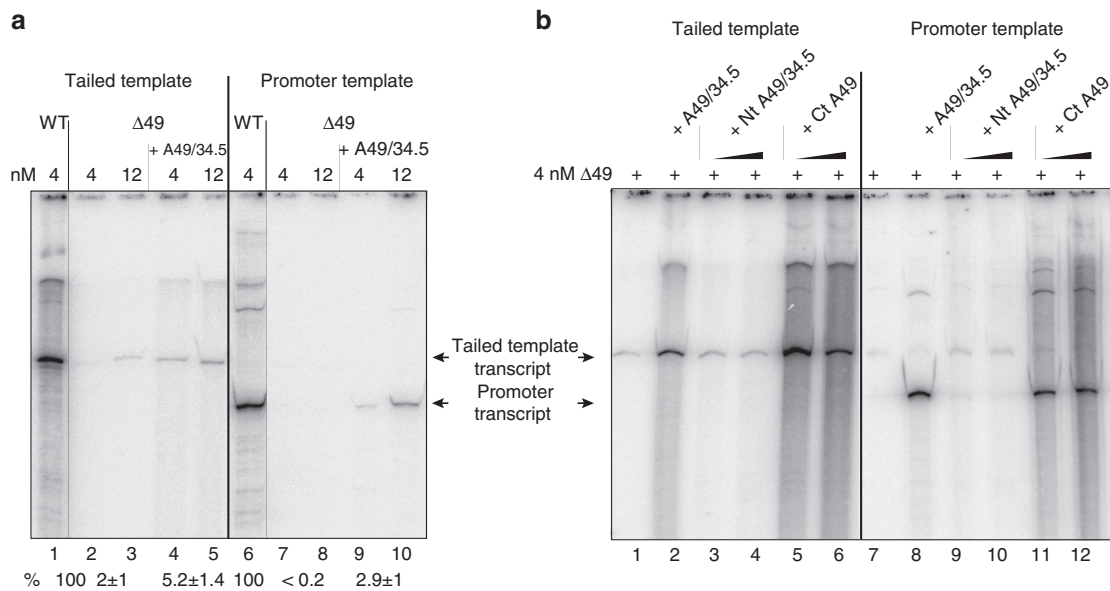 a
Tailed template Promoter template
WT Δ49 WT Δ49
+ A49/34.5 + A49/34.5
nM 4 4 12 4 12 4 4 12 4 12
1 2 3 4 5 6 7 8 9 10
% 100 2±1 5.2±1.4 100 < 0.2 2.9±1
Tailed template
transcript
Promoter
transcript
b
Tailed template Promoter template
+ A49/34.5 + Nt A49/34.5 + Ct A49 + A49/34.5 + Nt A49/34.5 + Ct A49
4 nM Δ49 + + + + + + + + + + + +
1 2 3 4 5 6 7 8 9 10 11 12